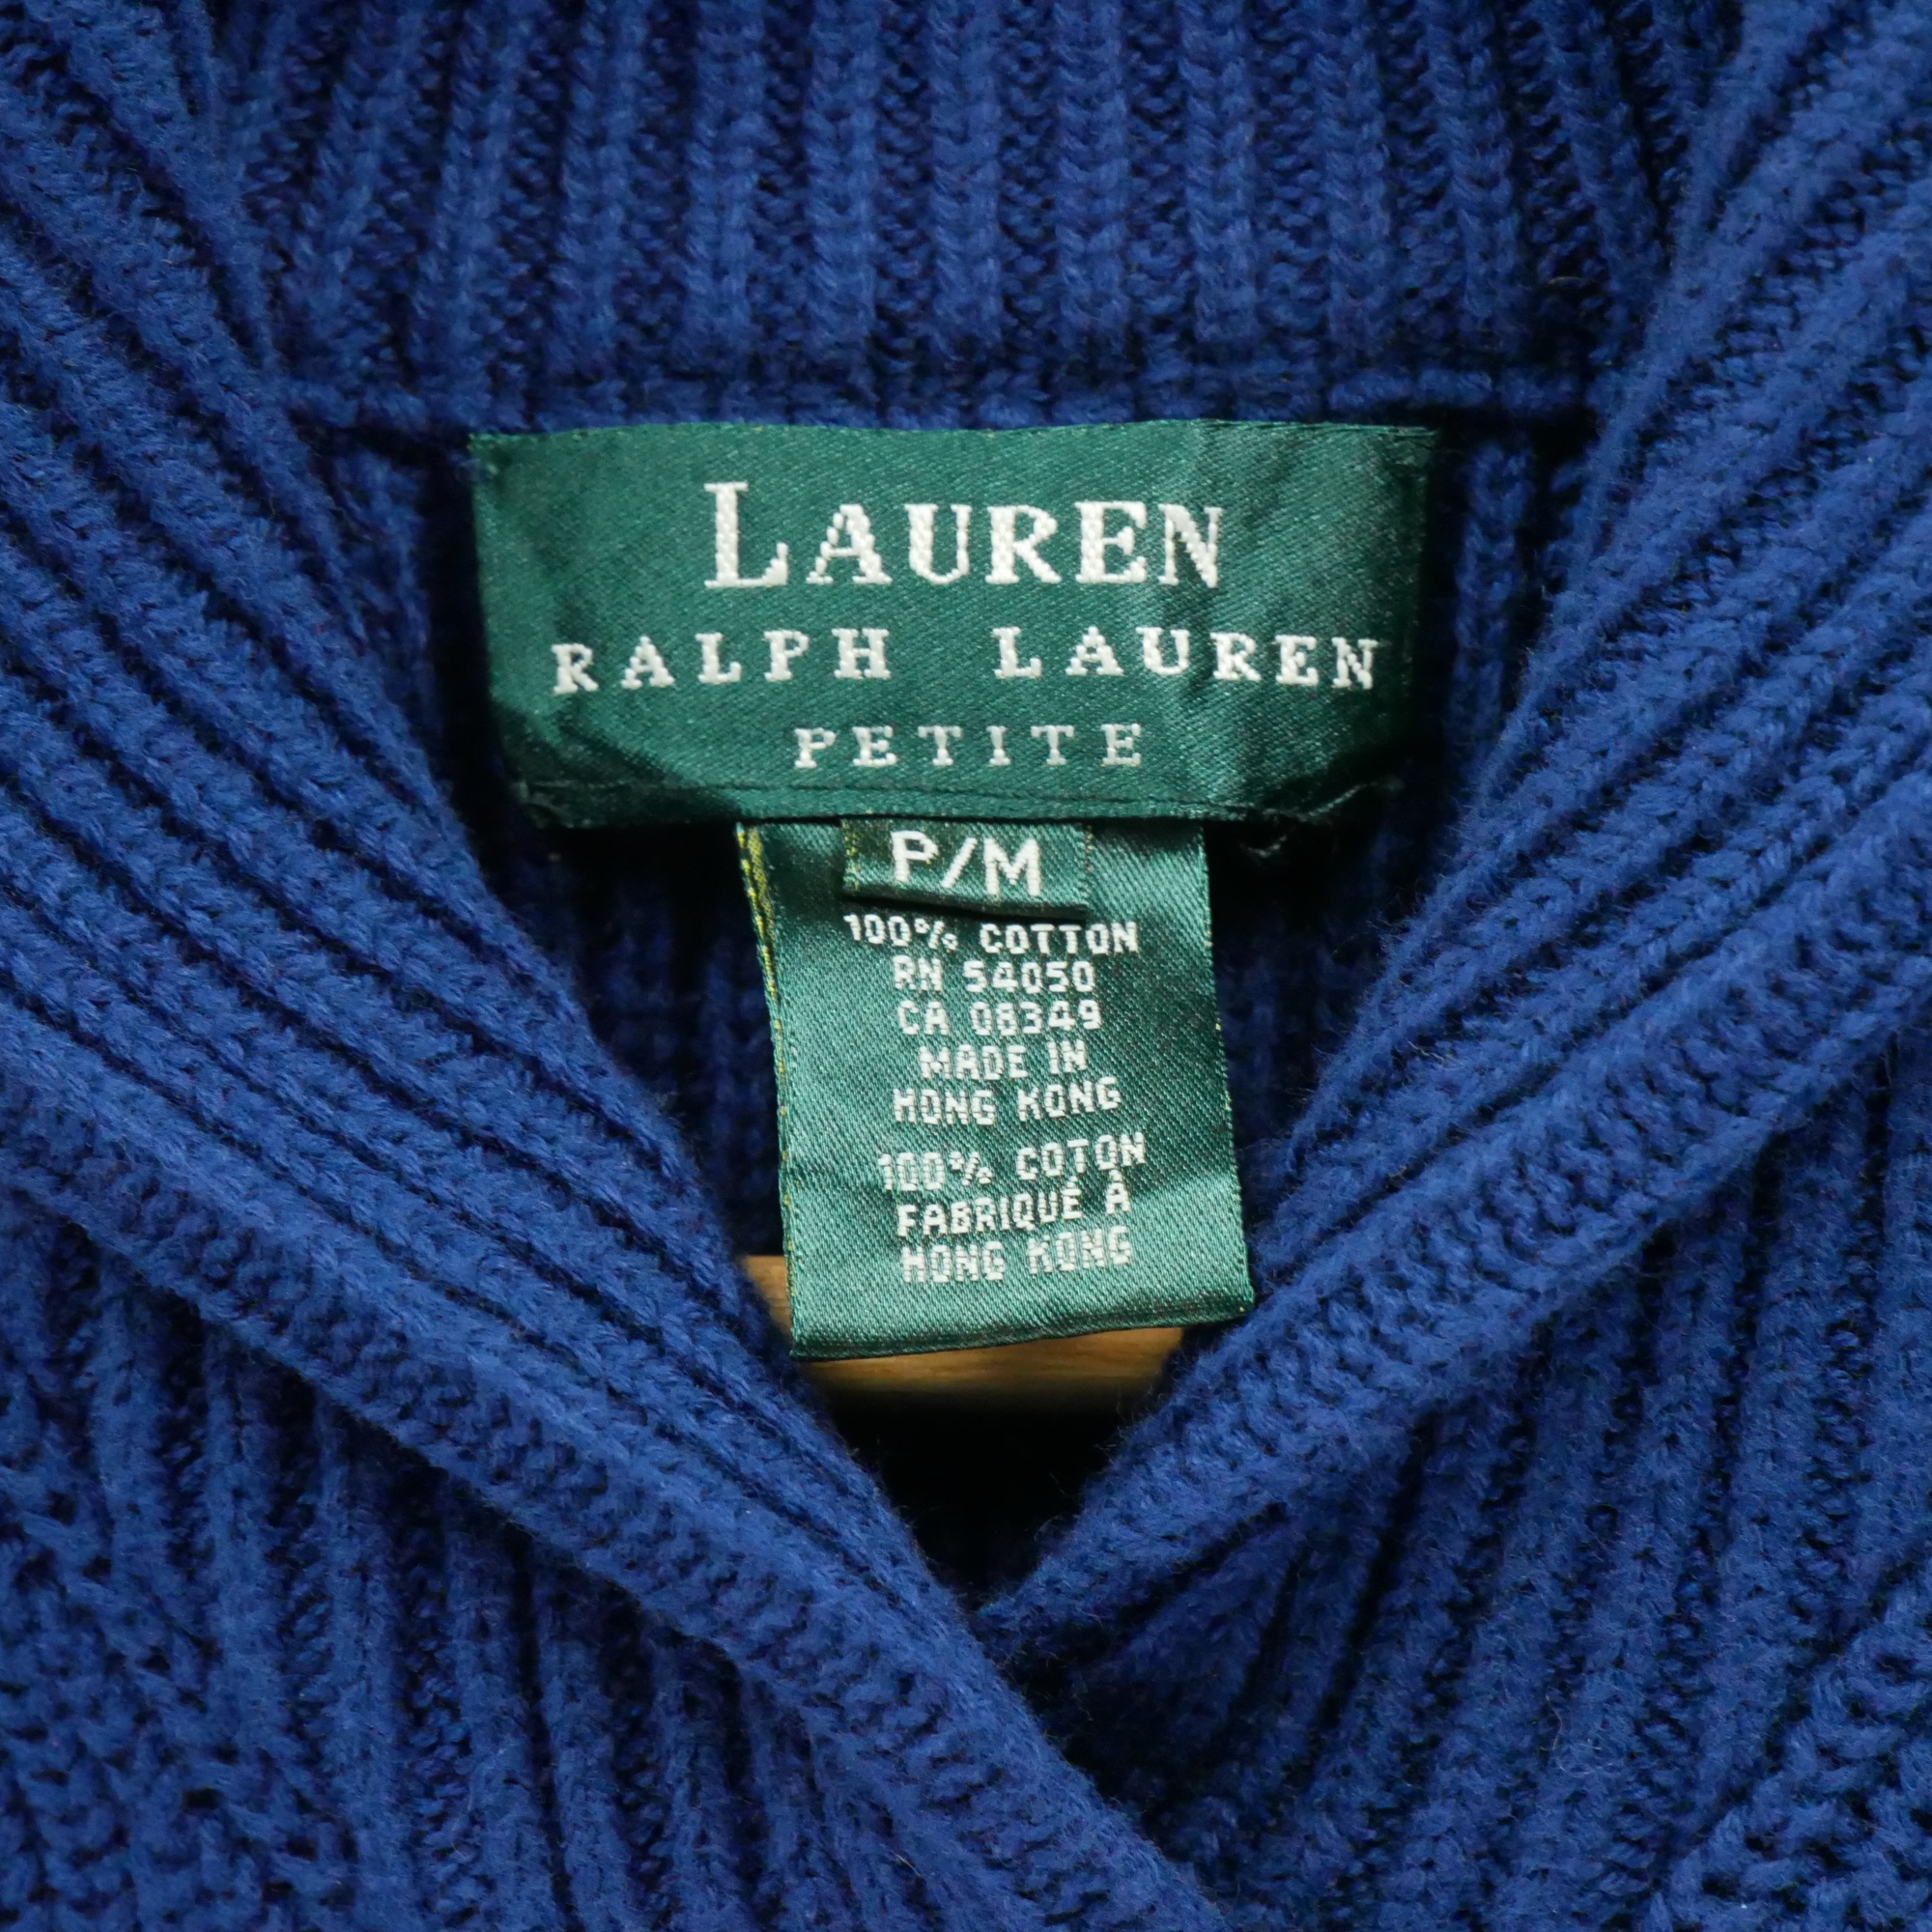 LAUREN
RALPH LAUREN
PETITE
P/M
100% COTTON
RN 54050
CA 08349
MADE IN
HONG KONG
100% COTON
FABRIQUÉ À
HONG KONG